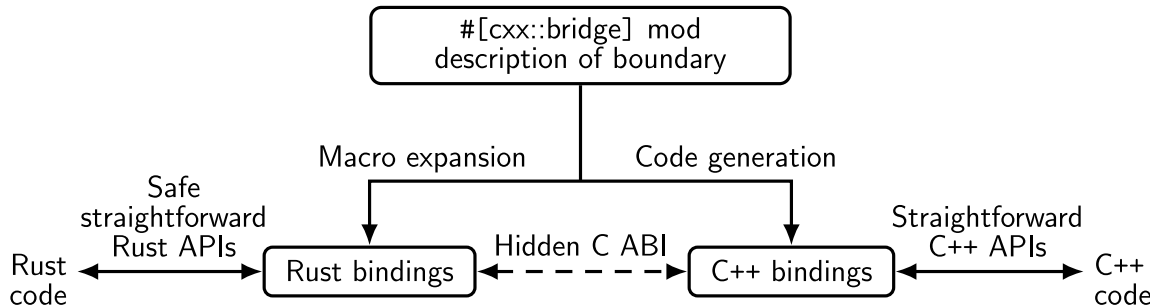 #[cxx::bridge] mod
description of boundary
Macro expansion
Code generation
Safe
straightforward
Rust APIs
Straightforward
C++ APIs
Hidden C ABI
Rust
code
Rust bindings
C++ bindings
C++
code